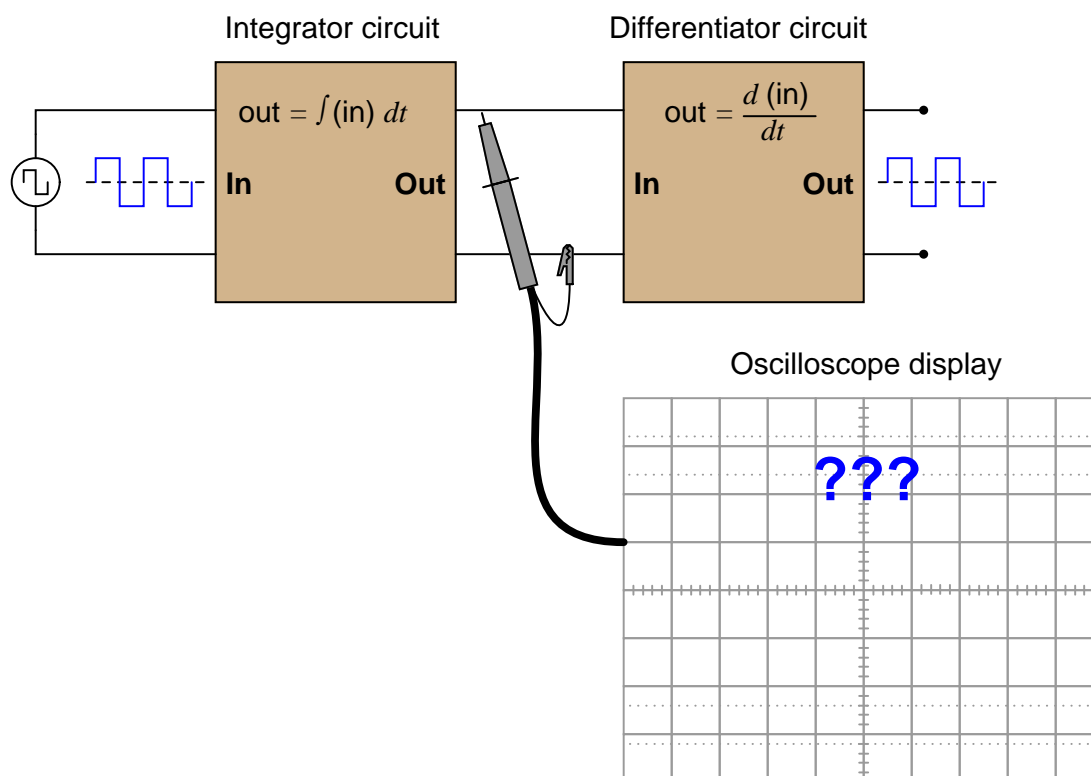 Integrator circuit
Differentiator circuit
out = ∫ (in) dt
out = d (in)
dt
In
Out
In
Out
Oscilloscope display
???